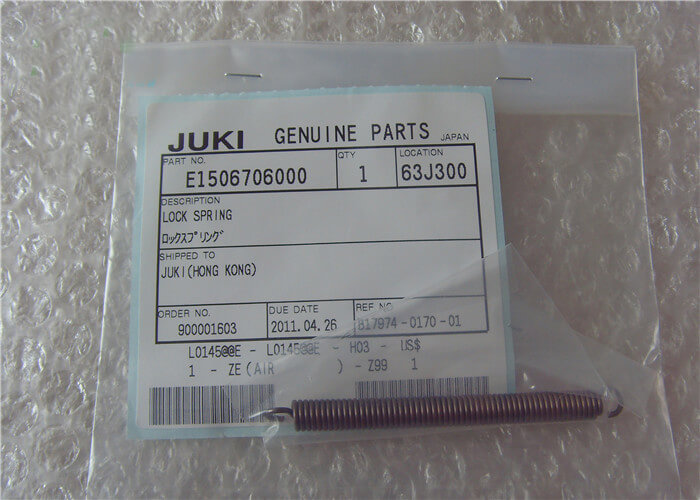 JUKI GENUINE PARTS JAPAN
PART NO. QTY LOCATION
E1506706000 1 63J300
DESCRIPTION
LOCK SPRING
ﾛｯｸｽﾌﾟﾘﾝｸﾞ
SHIPPED TO
JUKI(HONG KONG)
ORDER NO. DUE DATE REF NO.
900001603 2011.04.26 817974-0170-01
- H03 - US$
1 - ZE(AIR ) - Z99 1